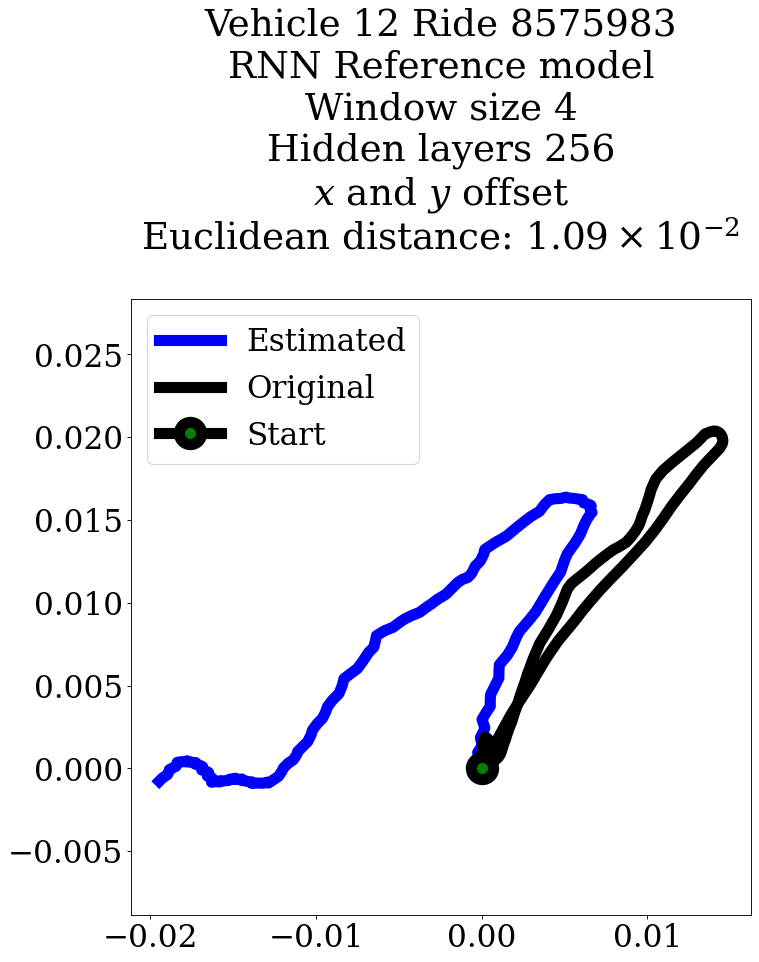 Vehicle 12 Ride 8575983
RNN Reference model
Window size 4
Hidden layers 256
x and y offset
Euclidean distance: 1.09 × 10⁻²
Estimated
Original
Start
0.025
0.020
0.015
0.010
0.005
0.000
−0.005
−0.02
−0.01
0.00
0.01